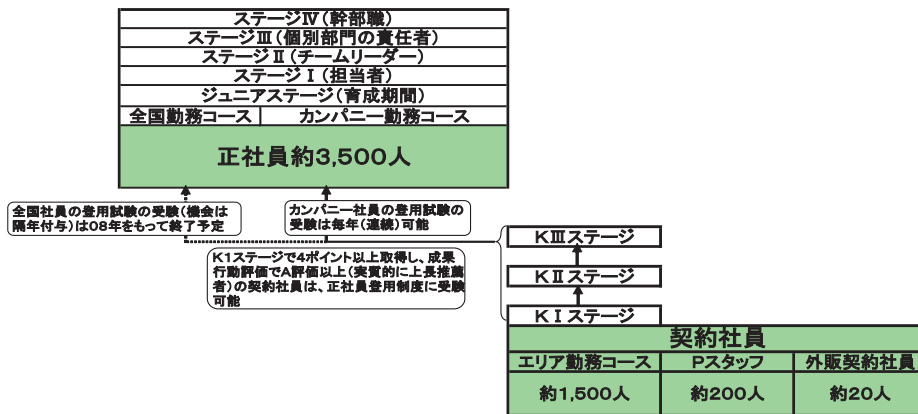 ステージⅣ(幹部職)
ステージⅢ(個別部門の責任者)
ステージⅡ(チームリーダー)
ステージⅠ(担当者)
ジュニアステージ(育成期間)
全国勤務コース カンパニー勤務コース
正社員約3,500人
全国社員の登用試験の受験(機会は
隔年付与)は08年をもって終了予定
カンパニー社員の登用試験の
受験は毎年(連続)可能
K1ステージで4ポイント以上取得し、成果
行動評価でA評価以上(実質的に上長推薦
者)の契約社員は、正社員登用制度に受験
可能
KⅢステージ
KⅡステージ
KⅠステージ
契約社員
エリア勤務コース Pスタッフ 外販契約社員
約1,500人 約200人 約20人